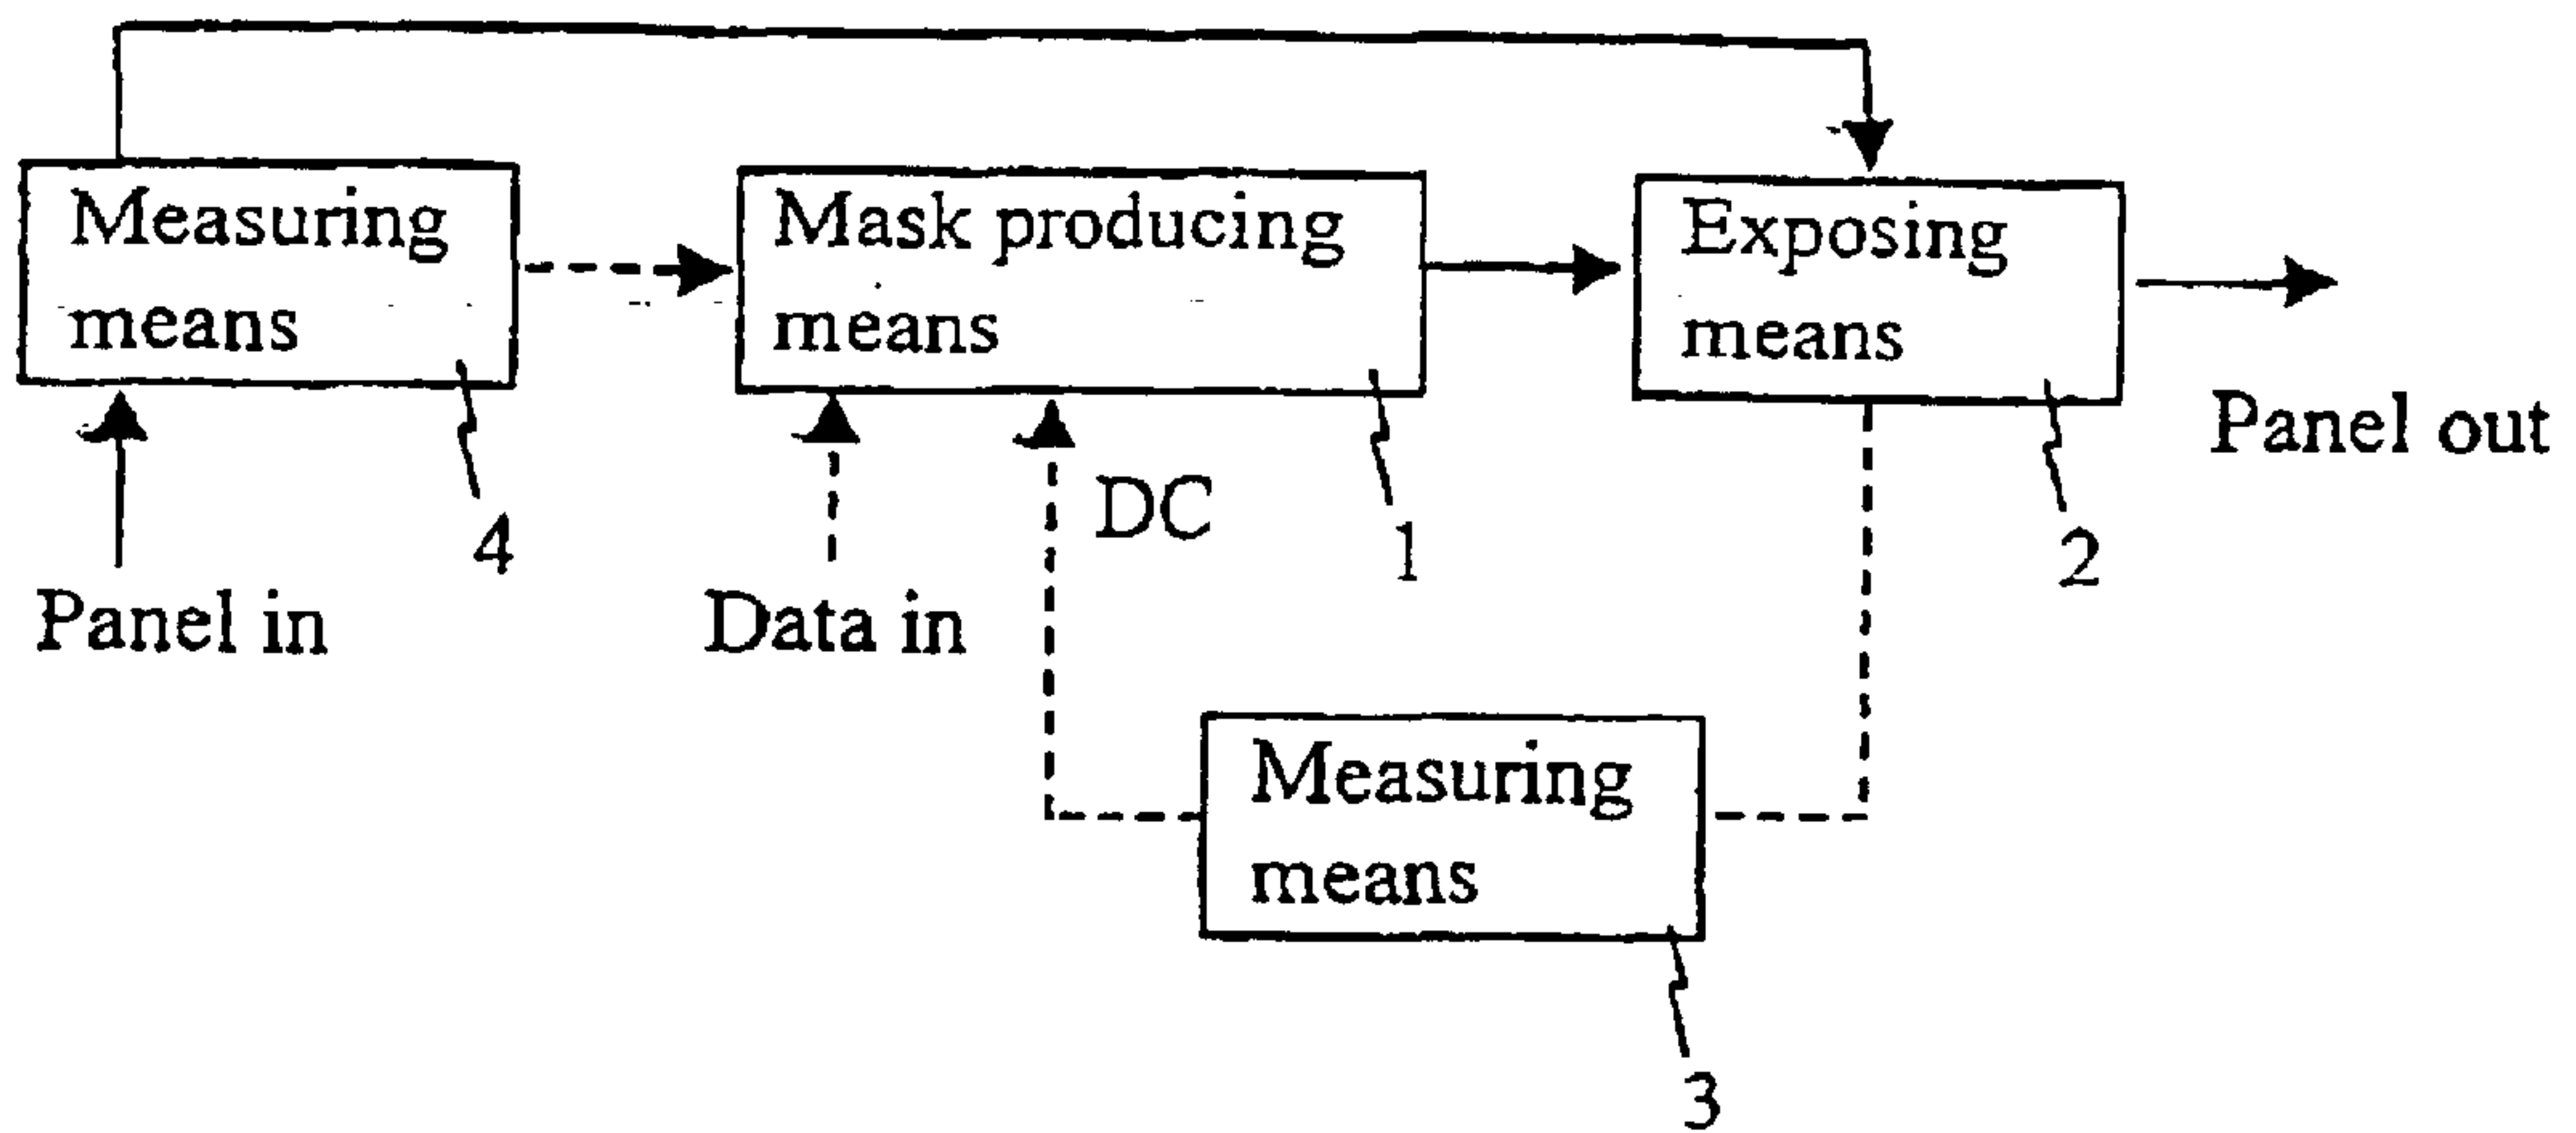 Measuring
means
4
Panel in
Mask producing
means
1
Data in
DC
Exposing
means
2
Panel out
Measuring
means
3